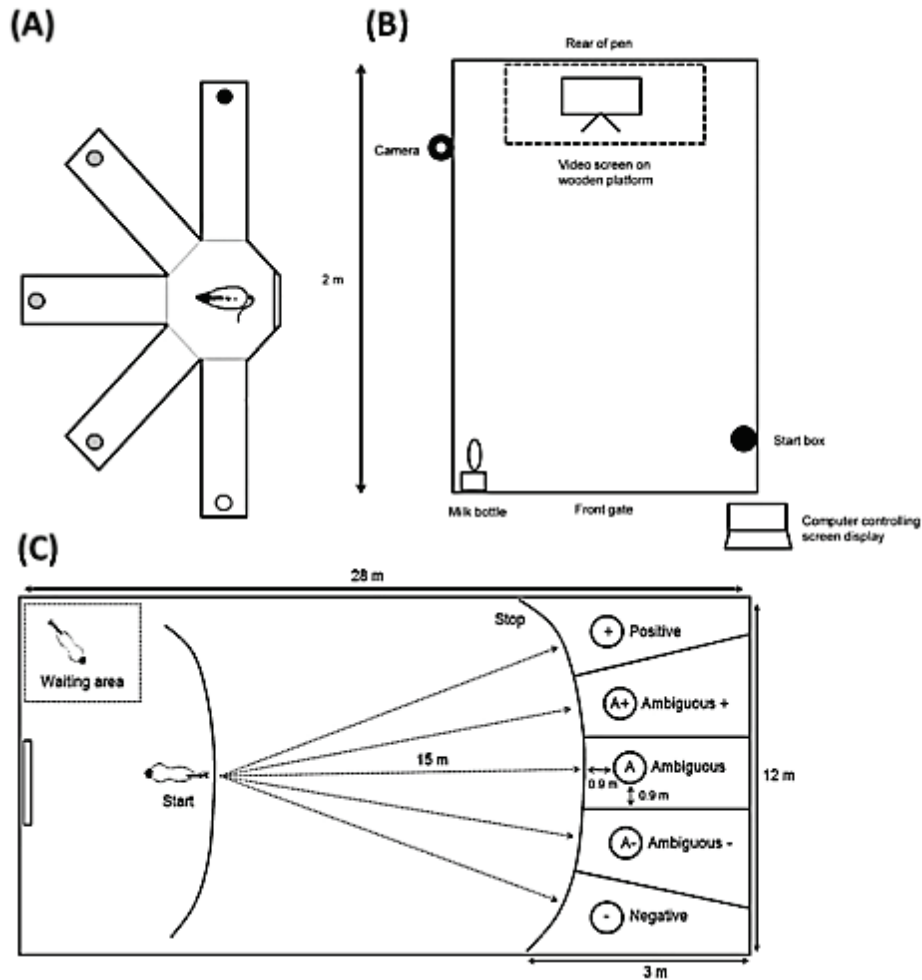 (A)
(B)
Rear of pen
Camera
Video screen on
wooden platform
2 m
Start box
Milk bottle
Front gate
Computer controlling
screen display
(C)
28 m
Waiting area
Stop
+ Positive
A+ Ambiguous +
Start
15 m
A Ambiguous
0.9 m
0.9 m
12 m
A- Ambiguous -
- Negative
3 m